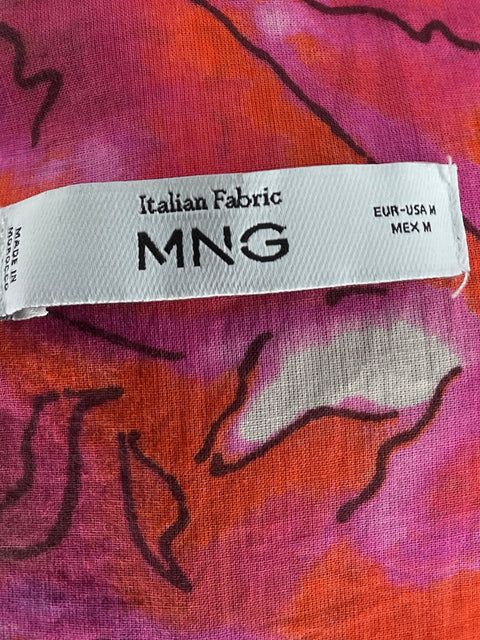 Italian Fabric
MNG
EUR-USA M
MEX M
MADE IN
MOROCCO